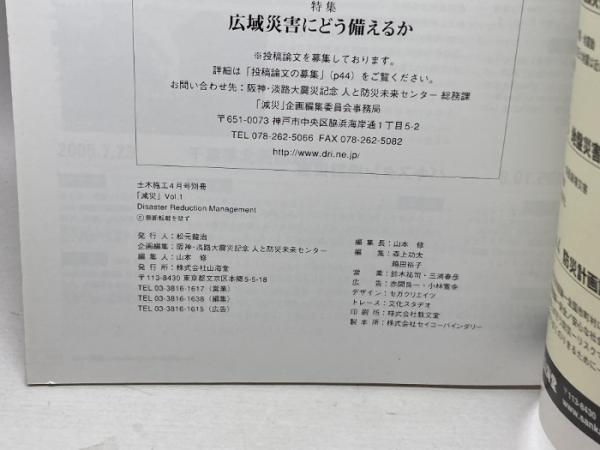 特集
広域災害にどう備えるか
※投稿論文を募集しております。
詳細は「投稿論文の募集」(p44)をご覧ください。
お問い合わせ先:阪神・淡路大震災記念 人と防災未来センター 総務課
「減災」企画編集委員会事務局
〒651-0073 神戸市中央区脇浜海岸通1丁目5-2
TEL 078-262-5066 FAX 078-262-5082
http://www.dri.ne.jp/
土木施工4月号別冊
「減災」Vol.1
Disaster Reduction Management
Ⓒ無断転載を禁ず
発行人:松元龍治
企画編集:阪神・淡路大震災記念 人と防災未来センター
編集人:山本 修
発行所:株式会社山海堂
〒113-8430 東京都文京区本郷5-5-18
TEL 03-3816-1617(営業)
TEL 03-3816-1638(編集)
TEL 03-3816-1615(広告)
編集長:山本 修
編集:森上功太
鴫田裕子
営業:鈴木祐司・三浦春彦
広告:赤間良一・小林響幸
デザイン:セガクリエイツ
トレース:文化スタジオ
印刷所:株式会社教文堂
製本所:株式会社セイコーバインダリー
防災計画
〒113-8430